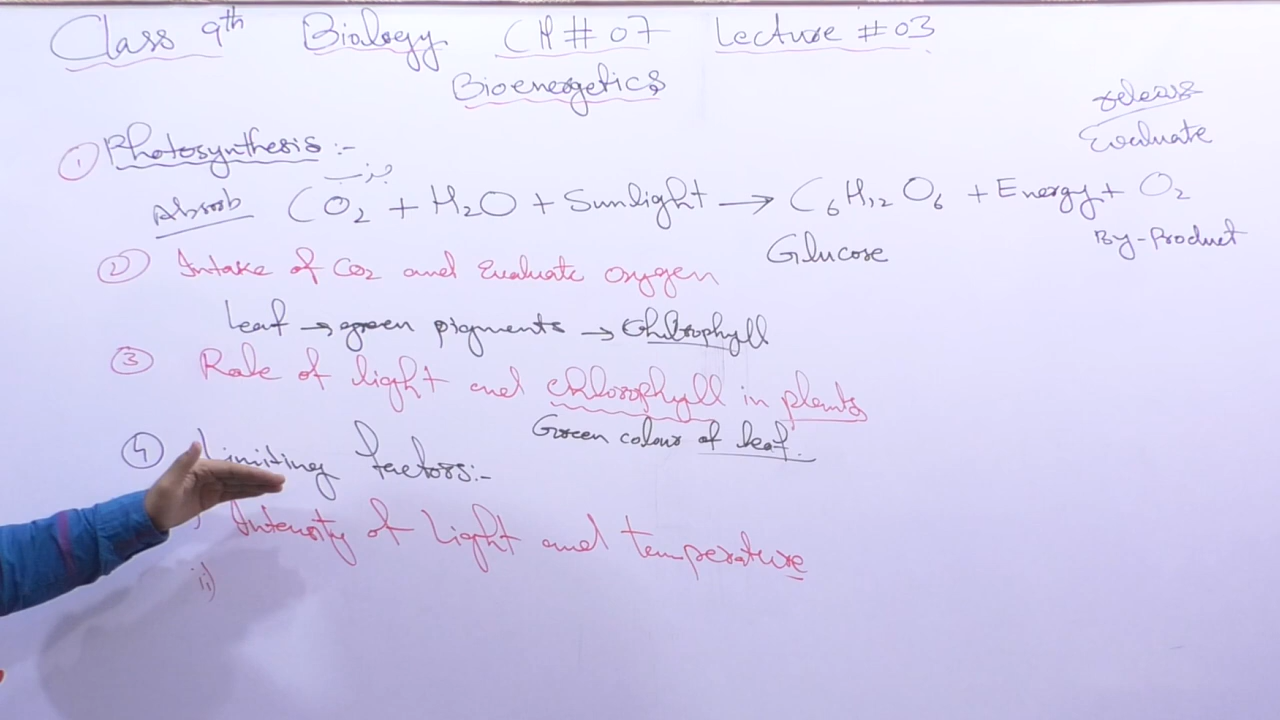 Class 9th Biology CH # 07 Lecture # 03
Bioenergetics
release
Evaluate
① Photosynthesis :-
جزب
Absorb CO₂ + H₂O + Sunlight → C₆H₁₂O₆ + Energy + O₂
Glucose By-Product
② Intake of CO₂ and Evaluate oxygen
Leaf → green pigments → Chlorophyll
③ Role of light and chlorophyll in plants
Green colour of leaf.
④ Limiting factors:-
Intensity of Light and temperature
ii)